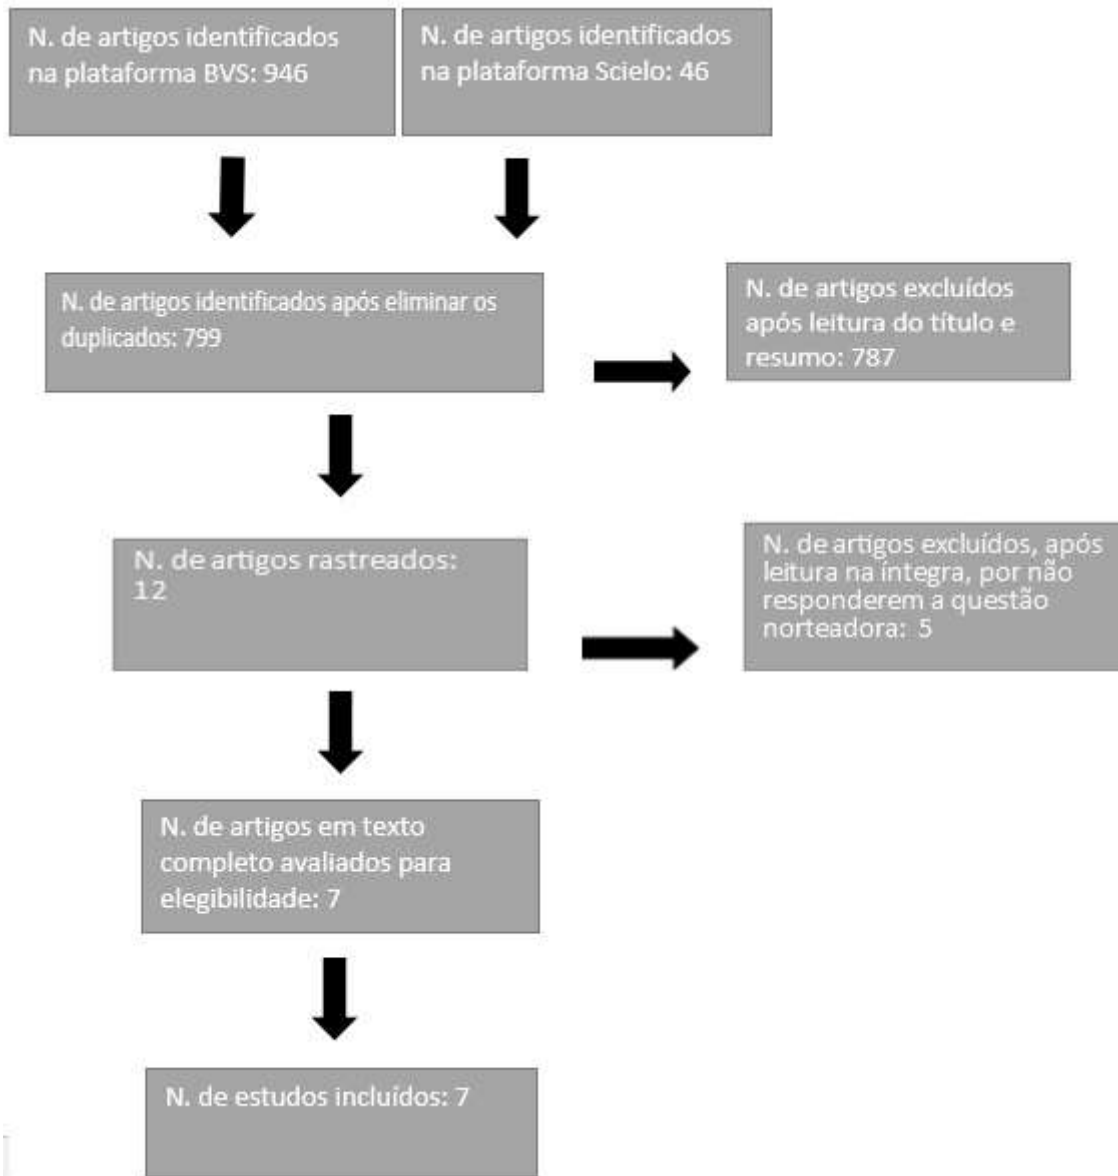 N. de artigos identificados
na plataforma BVS: 946
N. de artigos identificados
na plataforma Scielo: 46
N. de artigos identificados após eliminar os
duplicados: 799
N. de artigos excluídos
após leitura do título e
resumo: 787
N. de artigos rastreados:
12
N. de artigos excluídos, após
leitura na íntegra, por não
responderem a questão
norteadora: 5
N. de artigos em texto
completo avaliados para
elegibilidade: 7
N. de estudos incluídos: 7